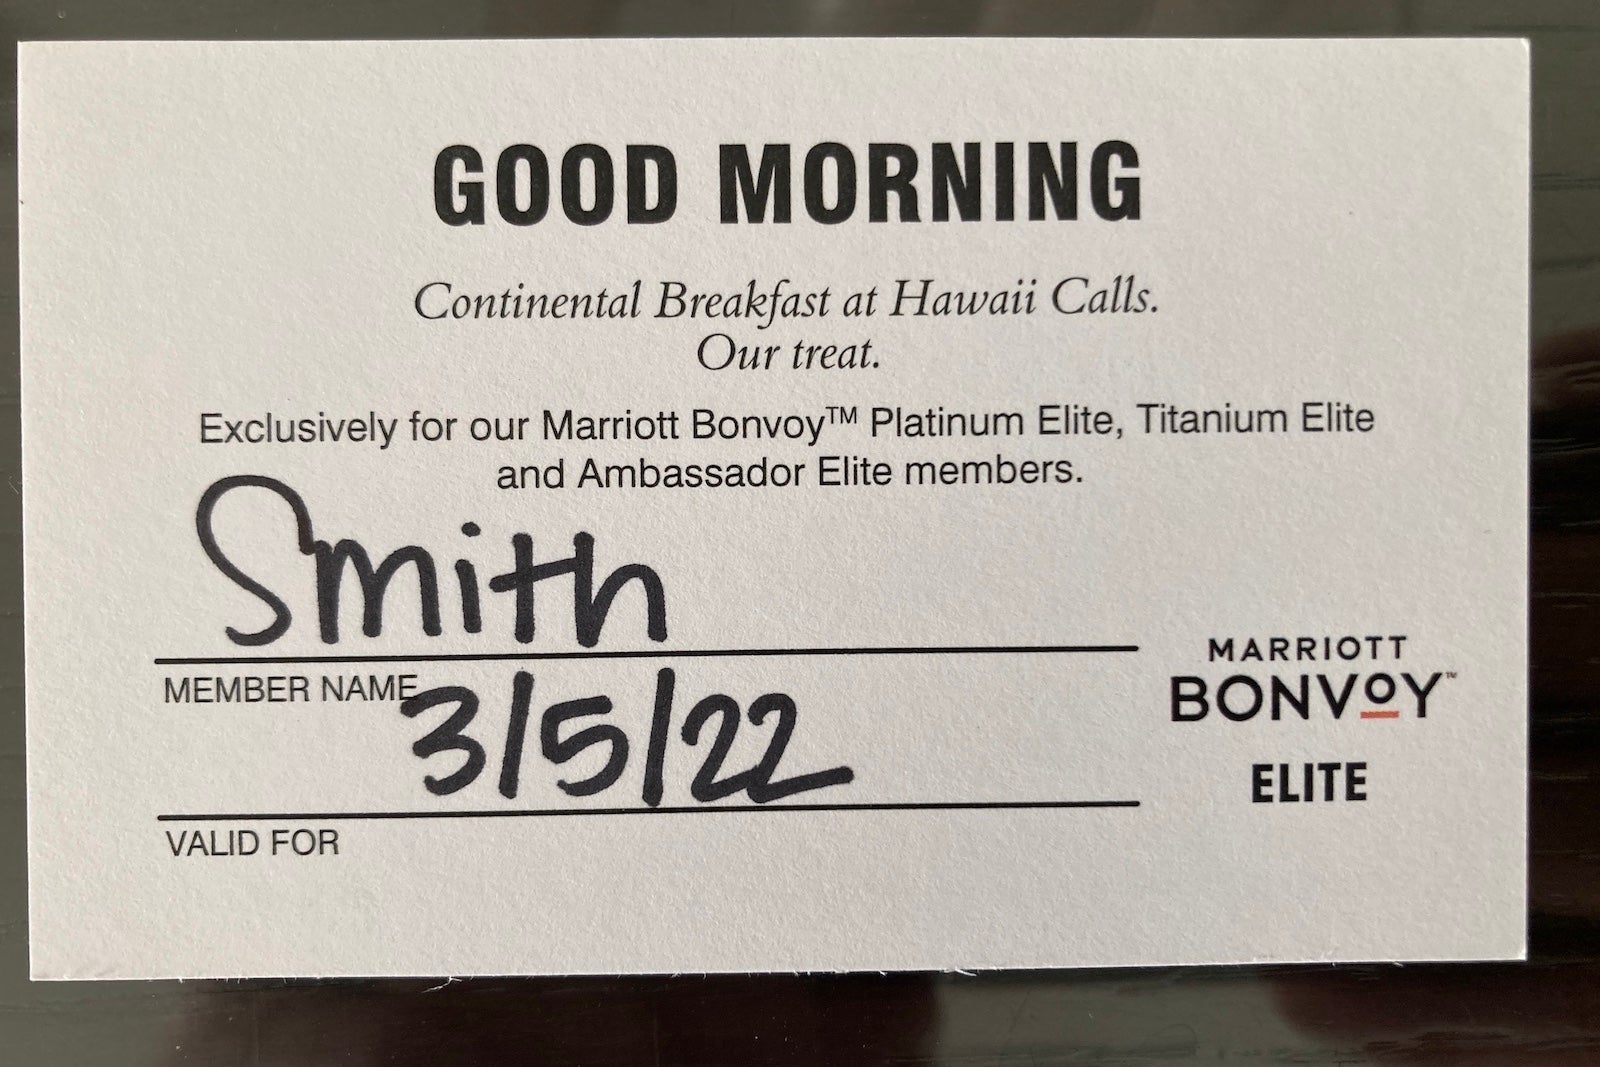 GOOD MORNING
Continental Breakfast at Hawaii Calls.
Our treat.
Exclusively for our Marriott Bonvoy™ Platinum Elite, Titanium Elite
and Ambassador Elite members.
Smith
MEMBER NAME
3/5/22
VALID FOR
MARRIOTT
BONVOY™
ELITE